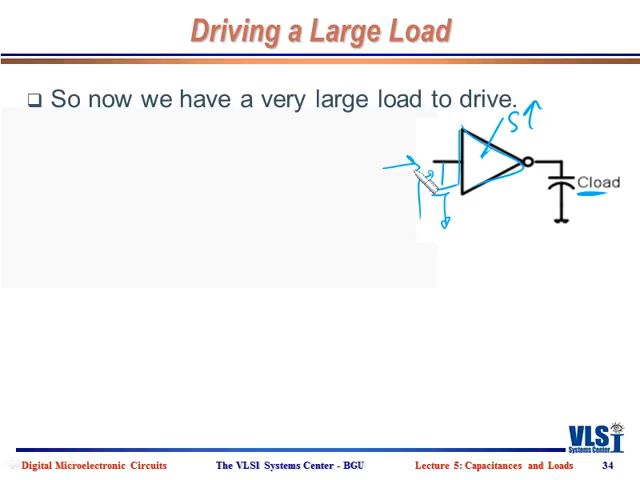 Driving a Large Load
So now we have a very large load to drive.
S↑
Cload
VLSI
Systems Center
Digital Microelectronic Circuits
The VLSI Systems Center - BGU
Lecture 5: Capacitances and Loads
34